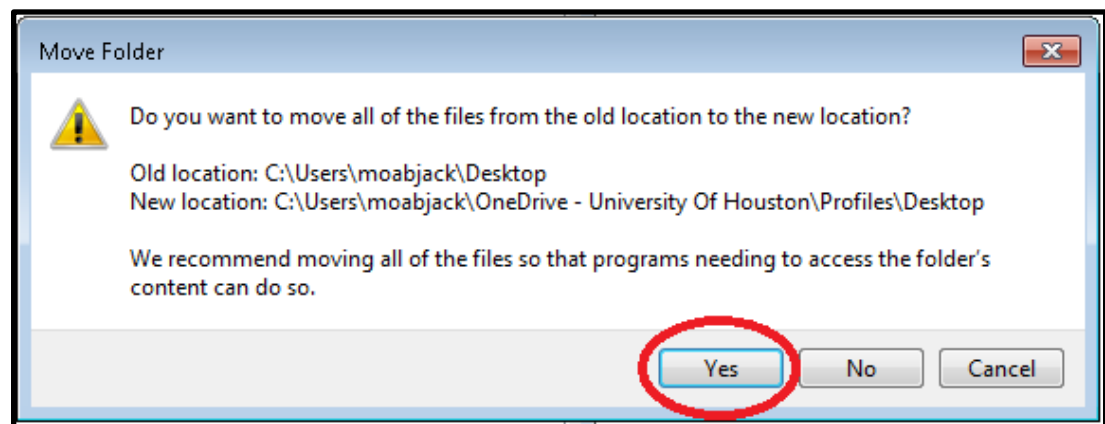 Move Folder
Do you want to move all of the files from the old location to the new location?
Old location: C:\Users\moabjack\Desktop
New location: C:\Users\moabjack\OneDrive - University Of Houston\Profiles\Desktop
We recommend moving all of the files so that programs needing to access the folder's
content can do so.
Yes No Cancel